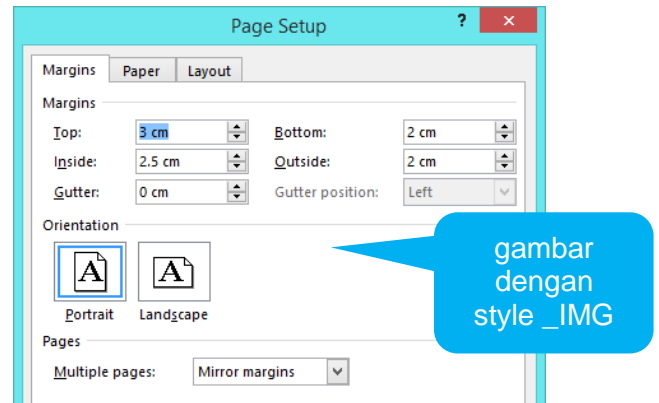 Page Setup ? ×
Margins Paper Layout
Margins
Top: 3 cm Bottom: 2 cm
Inside: 2.5 cm Outside: 2 cm
Gutter: 0 cm Gutter position: Left
Orientation
A A
Portrait Landscape
gambar
dengan
style _IMG
Pages
Multiple pages: Mirror margins